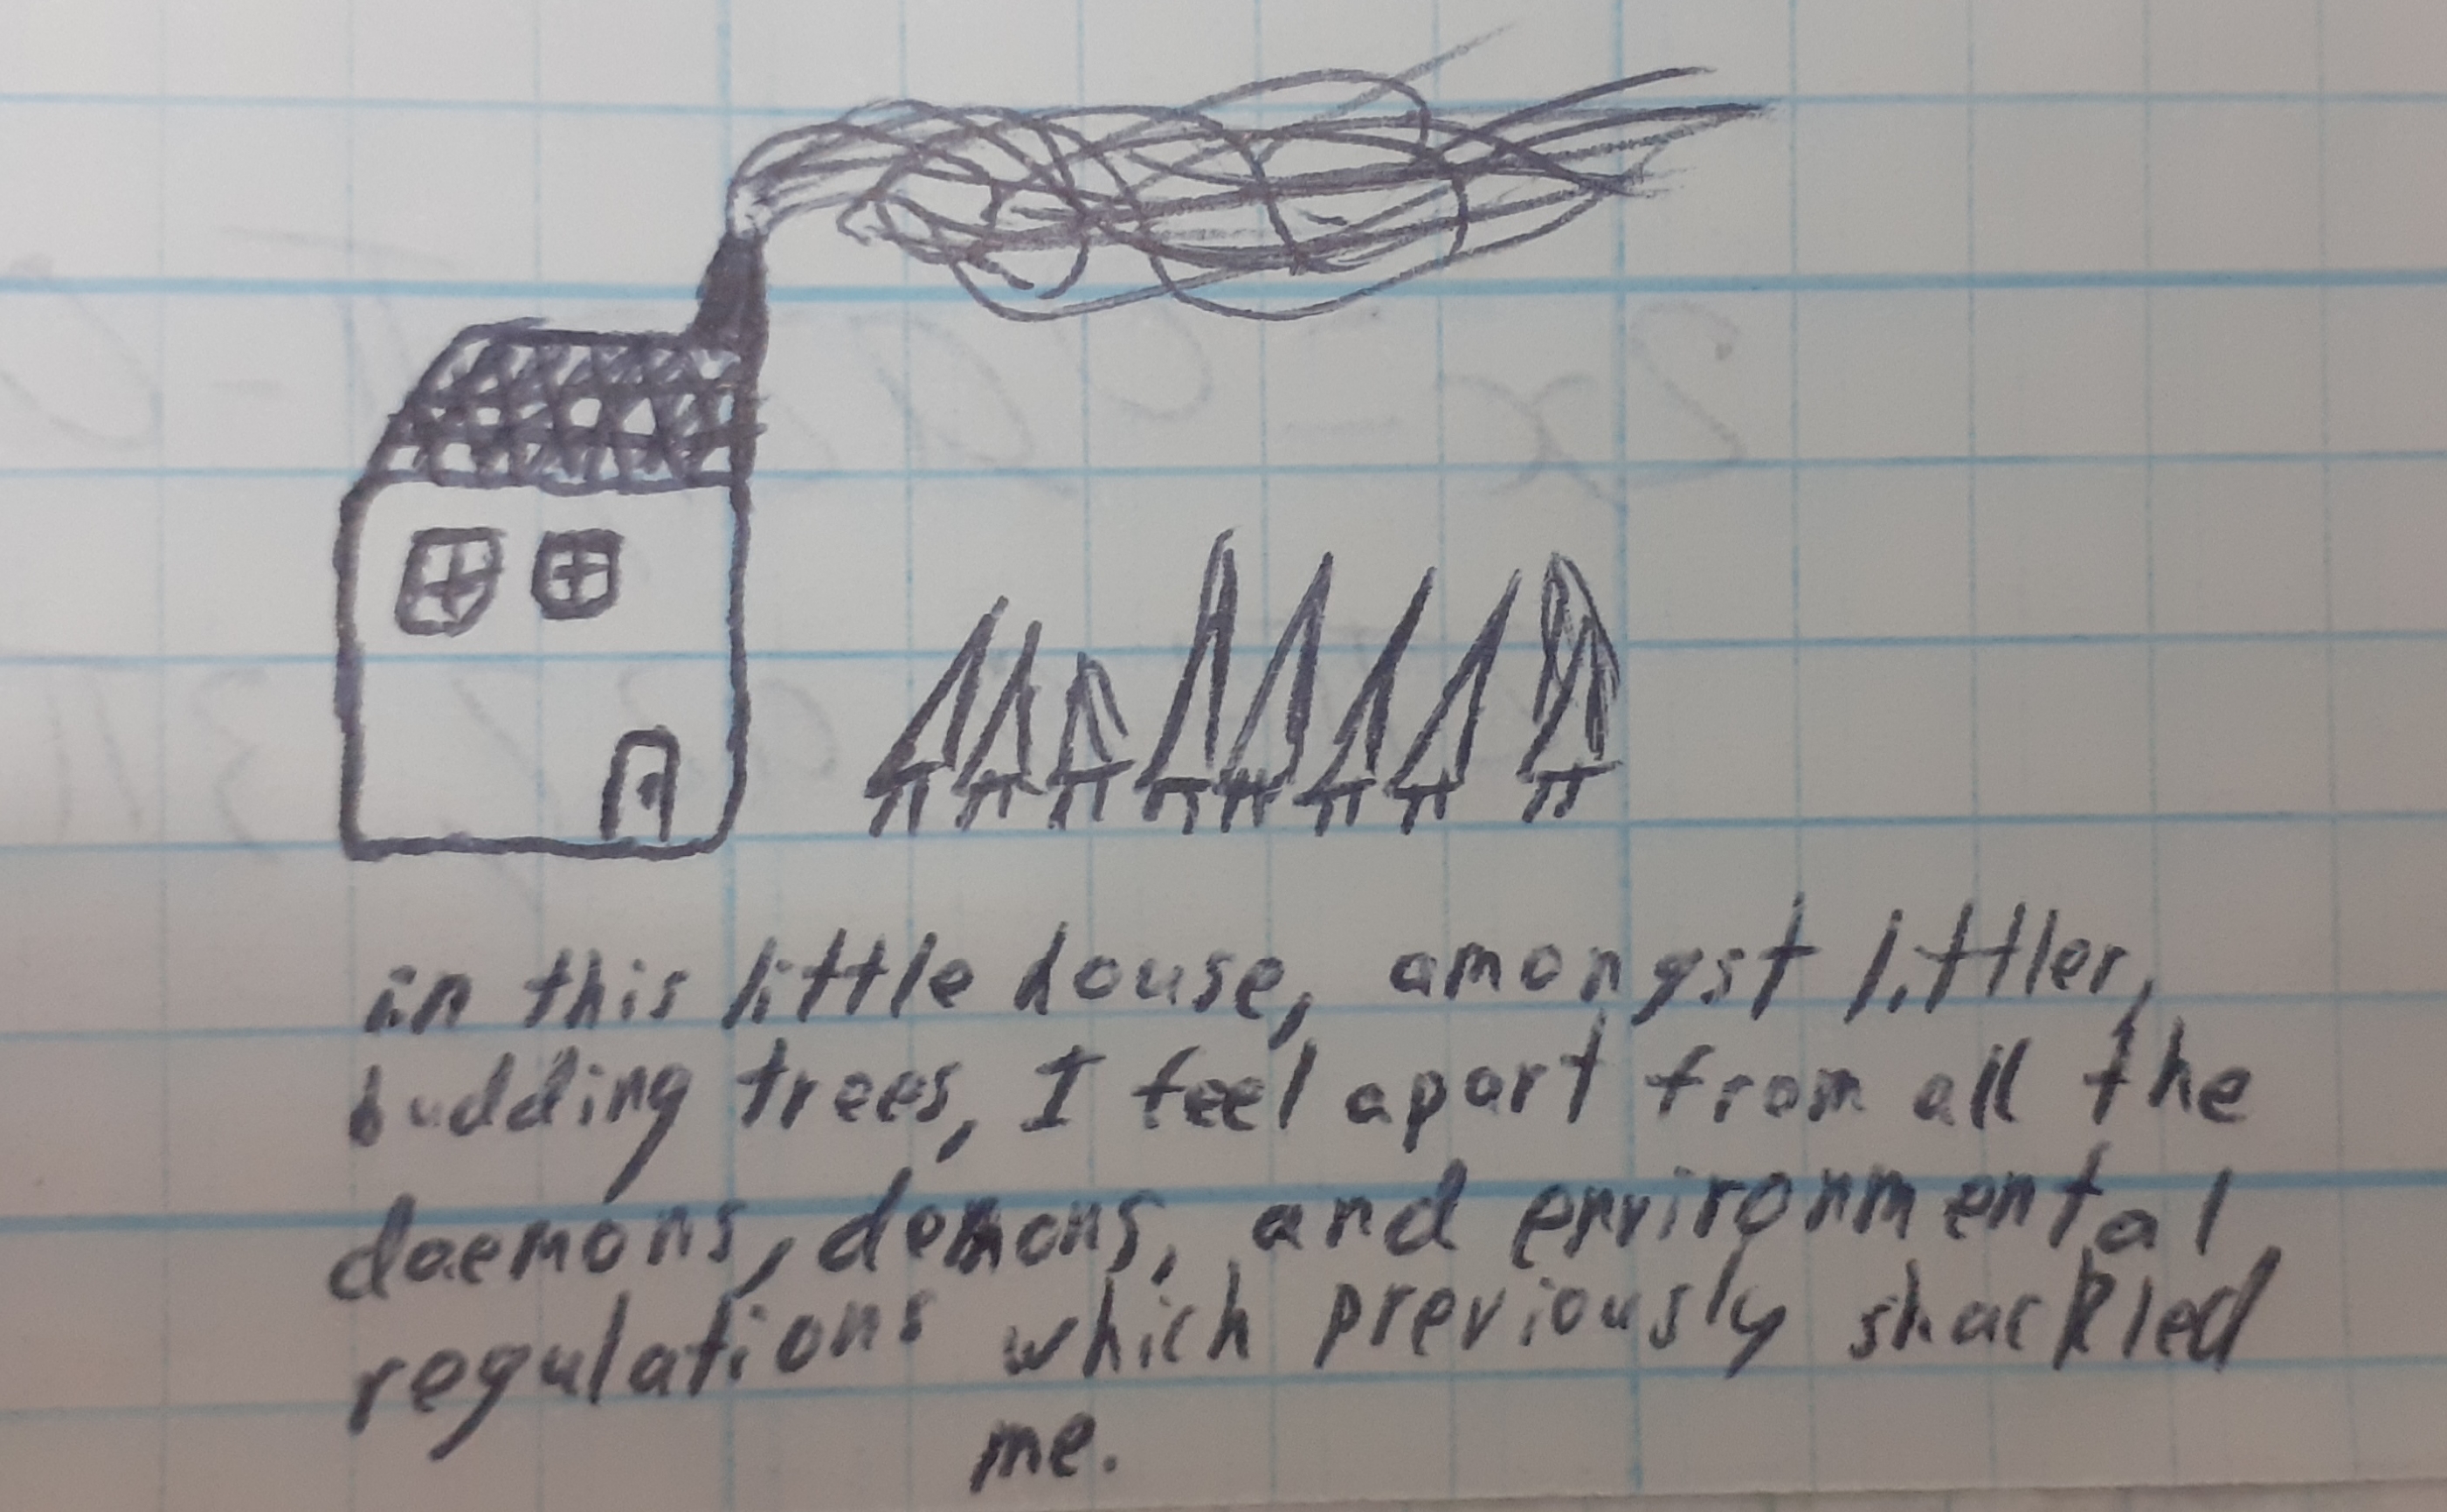 in this little house, amongst littler,
budding trees, I feel apart from all the
daemons, demons, and environmental
regulations which previously shackled
me.